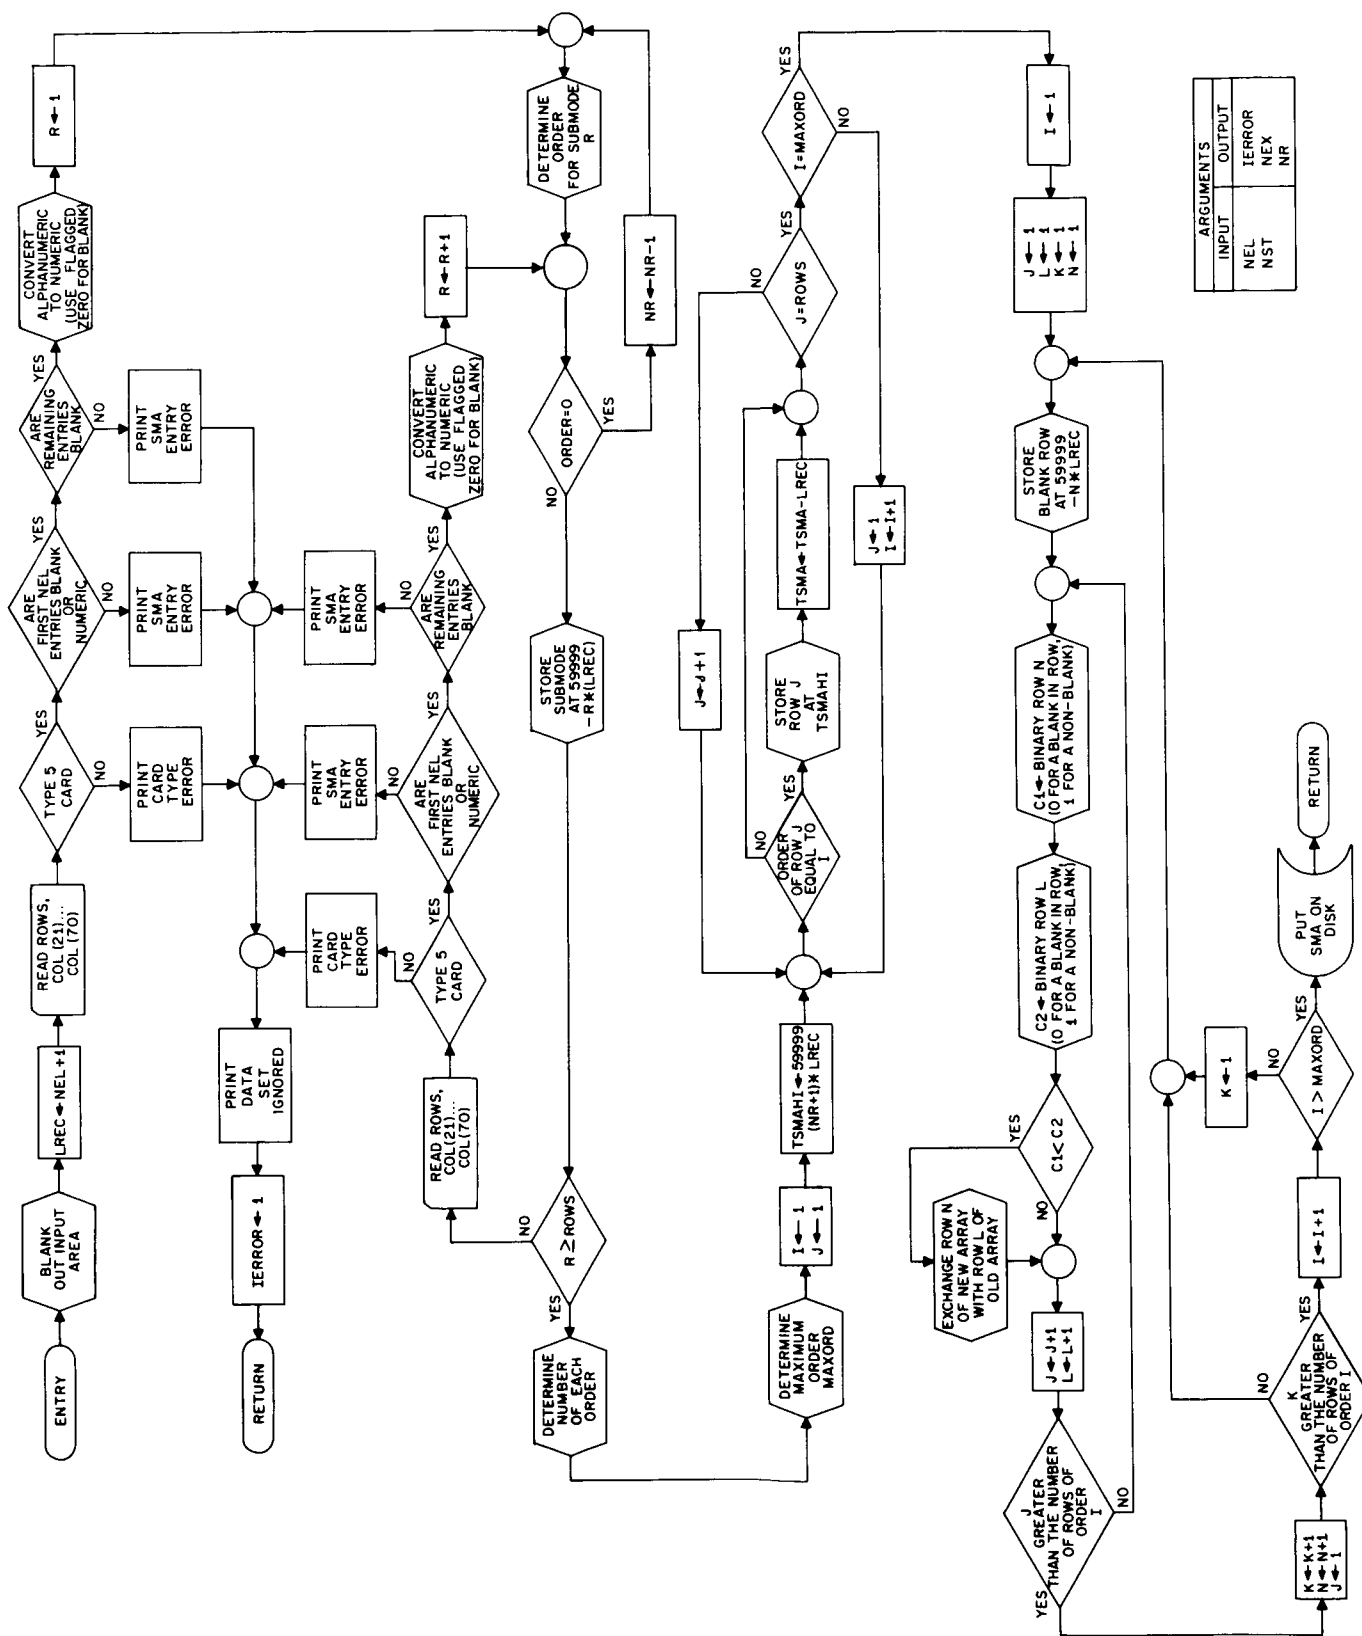 ENTRY
BLANK
OUT INPUT
AREA
LREC←NEL+1
READ ROWS,
COL (21)...
COL (70)
TYPE 5
CARD
YES
NO
ARE
FIRST NEL
ENTRIES BLANK
OR
NUMERIC
YES
NO
ARE
REMAINING
ENTRIES
BLANK
YES
NO
CONVERT
ALPHANUMERIC
TO NUMERIC
(USE FLAGGED
ZERO FOR BLANK)
R←1
PRINT
CARD
TYPE
ERROR
PRINT
SMA
ENTRY
ERROR
PRINT
SMA
ENTRY
ERROR
RETURN
IERROR←1
PRINT
DATA
SET
IGNORED
PRINT
CARD
TYPE
ERROR
PRINT
SMA
ENTRY
ERROR
PRINT
SMA
ENTRY
ERROR
READ ROWS,
COL(21)...
COL(70)
TYPE 5
CARD
NO
YES
ARE
FIRST NEL
ENTRIES BLANK
OR
NUMERIC
NO
YES
ARE
REMAINING
ENTRIES
BLANK
NO
YES
CONVERT
ALPHANUMERIC
TO NUMERIC
(USE FLAGGED
ZERO FOR BLANK)
R←R+1
DETERMINE
ORDER
FOR SUBMODE
R
ORDER=0
NO
YES
NR←NR-1
STORE
SUBMODE
AT 59999
-R*(LREC)
R≥ROWS
NO
YES
DETERMINE
NUMBER
OF EACH
ORDER
DETERMINE
MAXIMUM
ORDER
MAXORD
I←1
J←1
TSMAHI←59999
(NR+1)*LREC
ORDER
OF ROW J
EQUAL TO
I
NO
YES
STORE
ROW J
AT
TSMAHI
TSMA←TSMA-LREC
J=ROWS
NO
YES
I=MAXORD
YES
NO
J←J+1
J←1
I←I+1
I←1
J←1
L←1
K←1
N←1
STORE
BLANK ROW
AT 59999
-N*LREC
C1←BINARY ROW N
(0 FOR A BLANK IN ROW,
1 FOR A NON-BLANK)
C2←BINARY ROW L
(0 FOR A BLANK IN ROW,
1 FOR A NON-BLANK)
C1<C2
YES
NO
EXCHANGE ROW N
OF NEW ARRAY
WITH ROW L OF
OLD ARRAY
J←J+1
L←L+1
J
GREATER
THAN THE NUMBER
OF ROWS OF
ORDER
I
YES
NO
K←K+1
N←N+1
J←1
K
GREATER
THAN THE NUMBER
OF ROWS OF
ORDER I
NO
YES
I←I+1
I>MAXORD
NO
YES
K←1
PUT
SMA ON
DISK
RETURN
ARGUMENTS
INPUT OUTPUT
NEL IERROR
NST NEX
NR